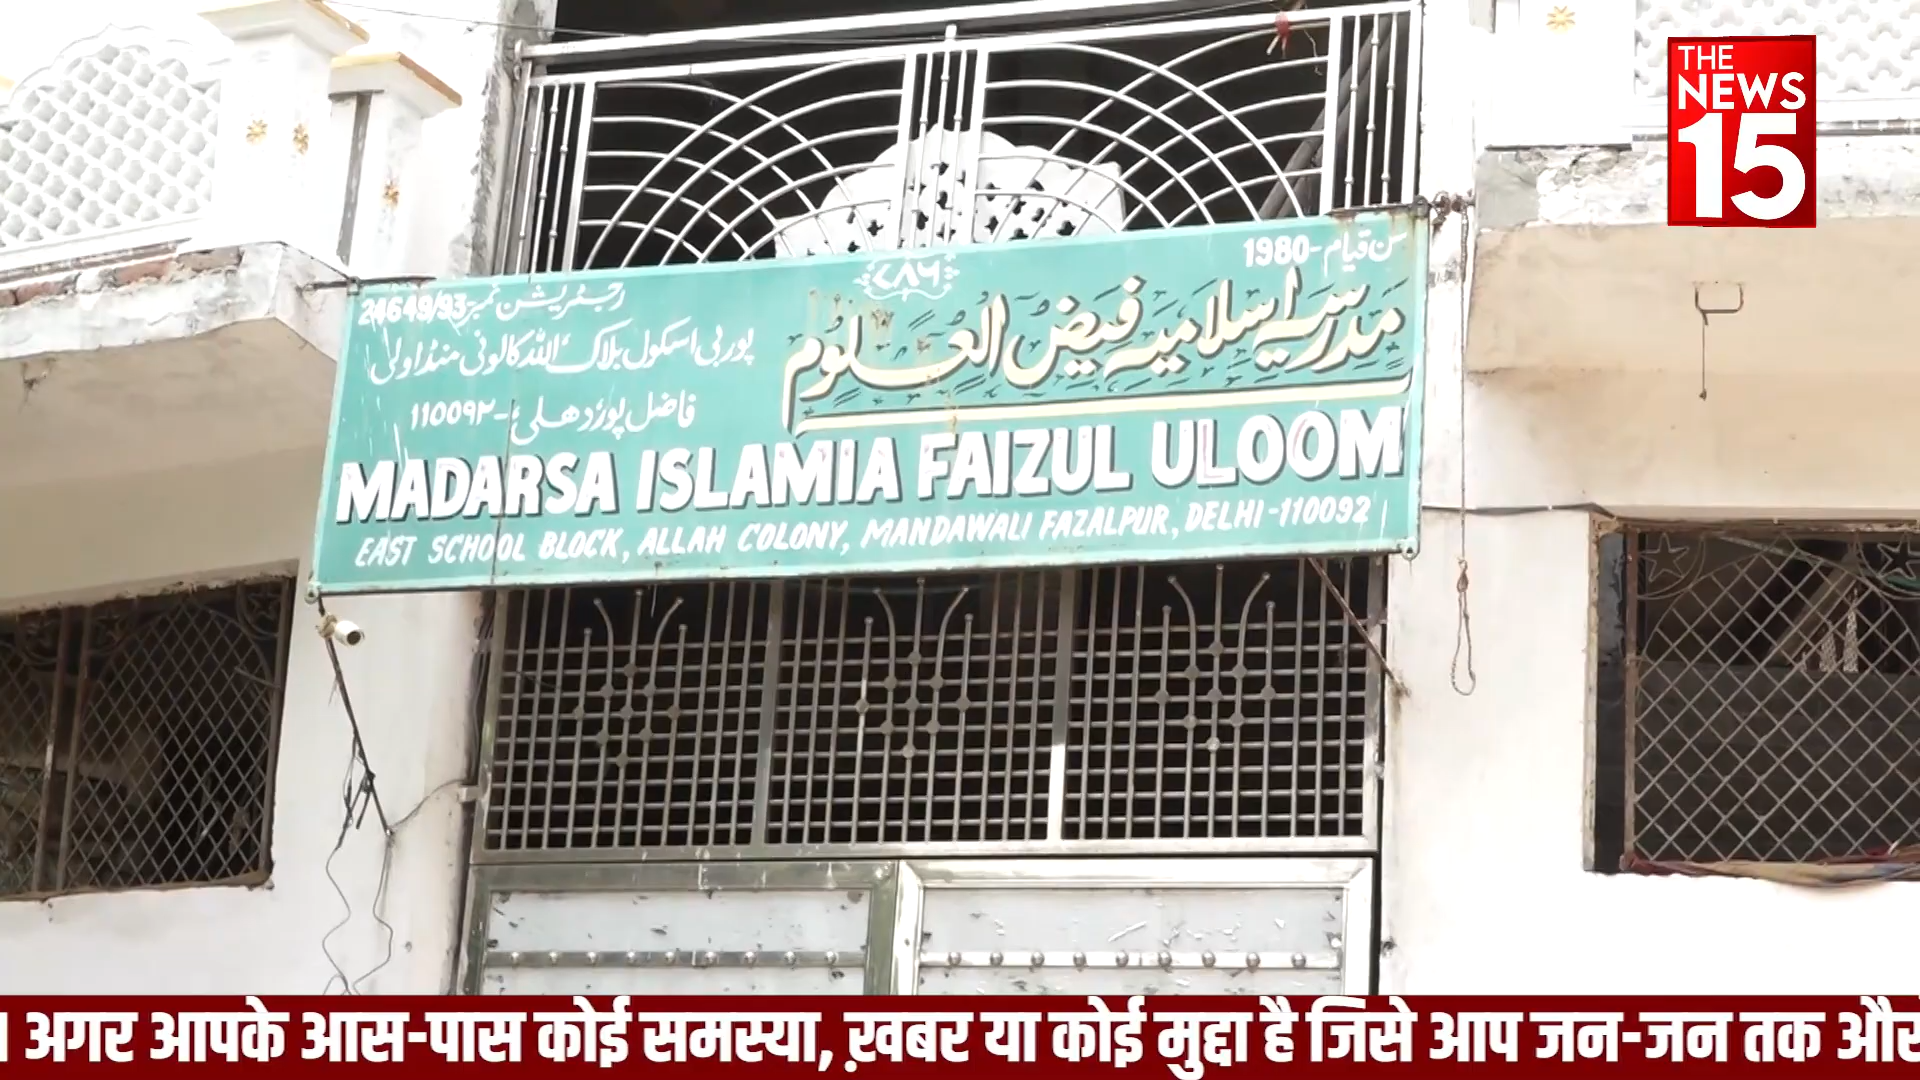 THE
NEWS
15
سن قیام-1980
۷۸۶
رجسٹریشن نمبر 24649/93
مدرسہ اسلامیہ فیض العلوم
پوربی اسکول بلاک، اللہ کالونی منڈاولی
فاضل پور، دھلی-۱۱۰۰۹۲
MADARSA ISLAMIA FAIZUL ULOOM
EAST SCHOOL BLOCK, ALLAH COLONY, MANDAWALI FAZALPUR, DELHI-110092
। अगर आपके आस-पास कोई समस्या, ख़बर या कोई मुद्दा है जिसे आप जन-जन तक और